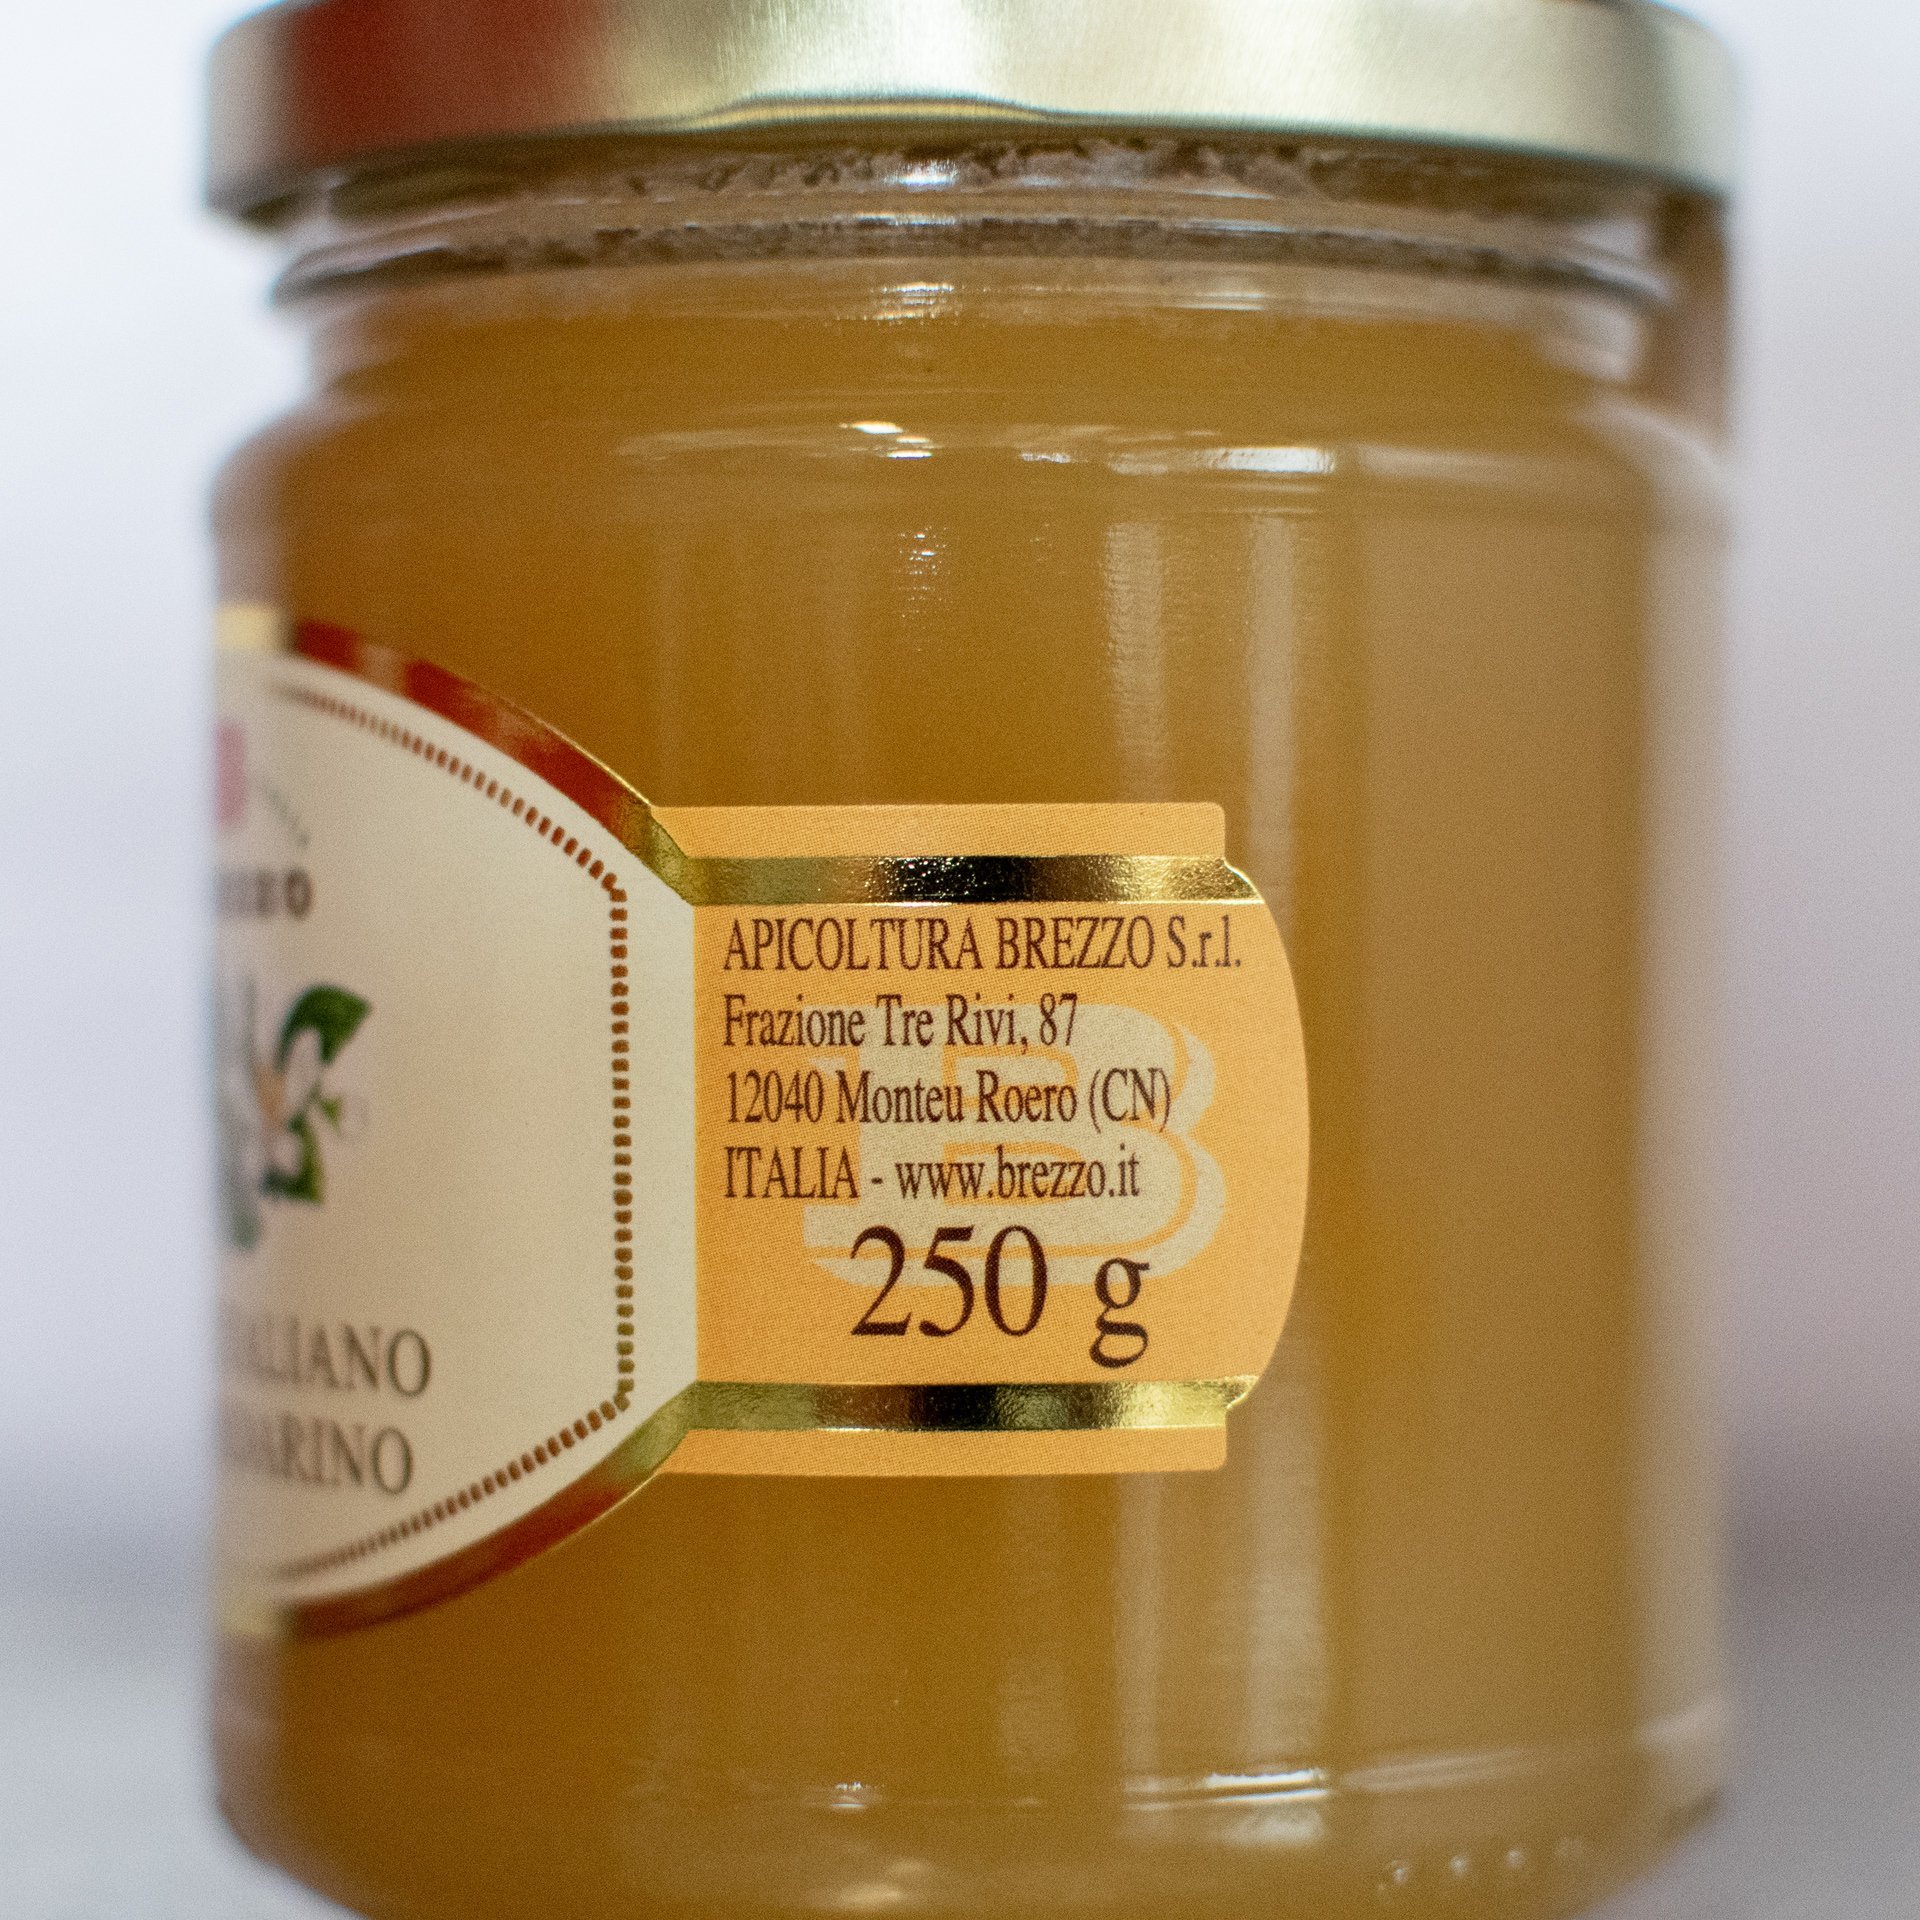 APICOLTURA BREZZO S.r.l.
Frazione Tre Rivi, 87
12040 Monteu Roero (CN)
ITALIA - www.brezzo.it
250 g
B